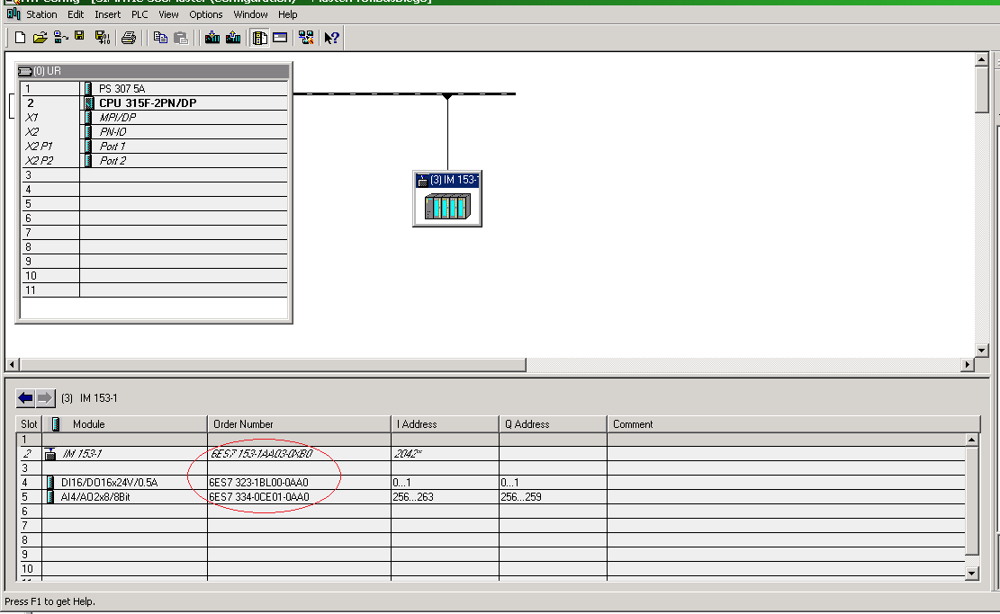 Station Edit Insert PLC View Options Window Help
(0) UR
1 PS 307 5A
2 CPU 315F-2PN/DP
X1 MPI/DP
X2 PN-IO
X2 P1 Port 1
X2 P2 Port 2
3
4
5
6
7
8
9
10
11
(3) IM 153-1
(3) IM 153-1
Slot Module Order Number I Address Q Address Comment
1
2 IM 153-1 6ES7 153-1AA03-0XB0 2042*
3
4 DI16/DO16x24V/0.5A 6ES7 323-1BL00-0AA0 0...1 0...1
5 AI4/AO2x8/8Bit 6ES7 334-0CE01-0AA0 256...263 256...259
6
7
8
9
10
Press F1 to get Help.